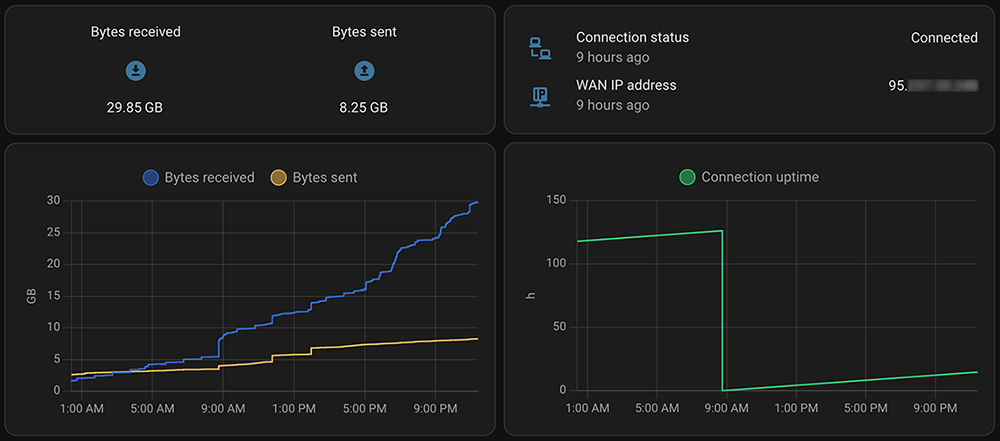 Bytes received
Bytes sent
29.85 GB
8.25 GB
Connection status
9 hours ago
Connected
WAN IP address
9 hours ago
95.
Bytes received
Bytes sent
30
25
20
15
10
5
0
GB
1:00 AM
5:00 AM
9:00 AM
1:00 PM
5:00 PM
9:00 PM
Connection uptime
150
100
50
0
h
1:00 AM
5:00 AM
9:00 AM
1:00 PM
5:00 PM
9:00 PM